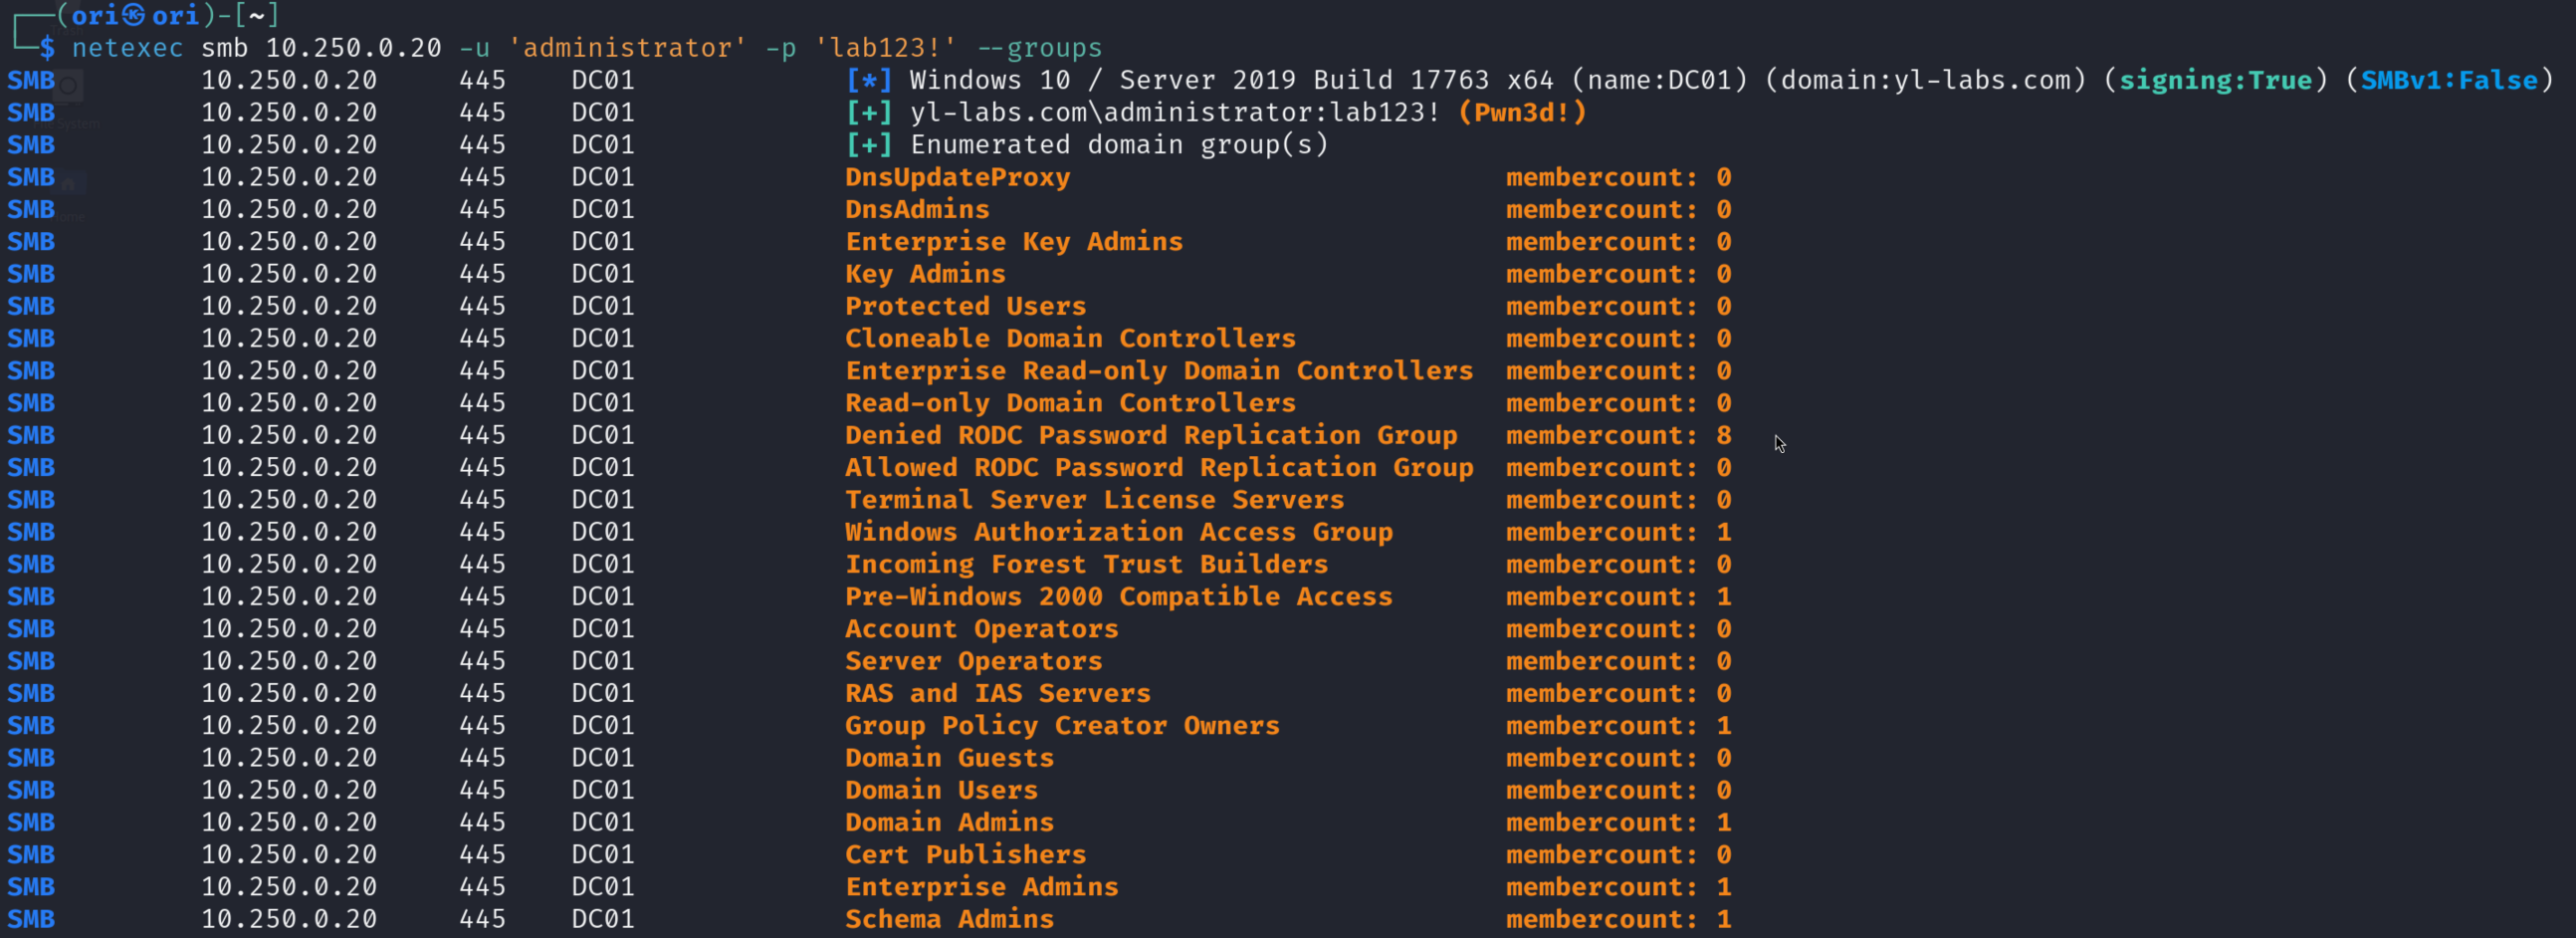 (ori㉿ori)-[~]
$ netexec smb 10.250.0.20 -u 'administrator' -p 'lab123!' --groups
SMB 10.250.0.20 445 DC01 [*] Windows 10 / Server 2019 Build 17763 x64 (name:DC01) (domain:yl-labs.com) (signing:True) (SMBv1:False)
SMB 10.250.0.20 445 DC01 [+] yl-labs.com\administrator:lab123! (Pwn3d!)
SMB 10.250.0.20 445 DC01 [+] Enumerated domain group(s)
SMB 10.250.0.20 445 DC01 DnsUpdateProxy membercount: 0
SMB 10.250.0.20 445 DC01 DnsAdmins membercount: 0
SMB 10.250.0.20 445 DC01 Enterprise Key Admins membercount: 0
SMB 10.250.0.20 445 DC01 Key Admins membercount: 0
SMB 10.250.0.20 445 DC01 Protected Users membercount: 0
SMB 10.250.0.20 445 DC01 Cloneable Domain Controllers membercount: 0
SMB 10.250.0.20 445 DC01 Enterprise Read-only Domain Controllers membercount: 0
SMB 10.250.0.20 445 DC01 Read-only Domain Controllers membercount: 0
SMB 10.250.0.20 445 DC01 Denied RODC Password Replication Group membercount: 8
SMB 10.250.0.20 445 DC01 Allowed RODC Password Replication Group membercount: 0
SMB 10.250.0.20 445 DC01 Terminal Server License Servers membercount: 0
SMB 10.250.0.20 445 DC01 Windows Authorization Access Group membercount: 1
SMB 10.250.0.20 445 DC01 Incoming Forest Trust Builders membercount: 0
SMB 10.250.0.20 445 DC01 Pre-Windows 2000 Compatible Access membercount: 1
SMB 10.250.0.20 445 DC01 Account Operators membercount: 0
SMB 10.250.0.20 445 DC01 Server Operators membercount: 0
SMB 10.250.0.20 445 DC01 RAS and IAS Servers membercount: 0
SMB 10.250.0.20 445 DC01 Group Policy Creator Owners membercount: 1
SMB 10.250.0.20 445 DC01 Domain Guests membercount: 0
SMB 10.250.0.20 445 DC01 Domain Users membercount: 0
SMB 10.250.0.20 445 DC01 Domain Admins membercount: 1
SMB 10.250.0.20 445 DC01 Cert Publishers membercount: 0
SMB 10.250.0.20 445 DC01 Enterprise Admins membercount: 1
SMB 10.250.0.20 445 DC01 Schema Admins membercount: 1